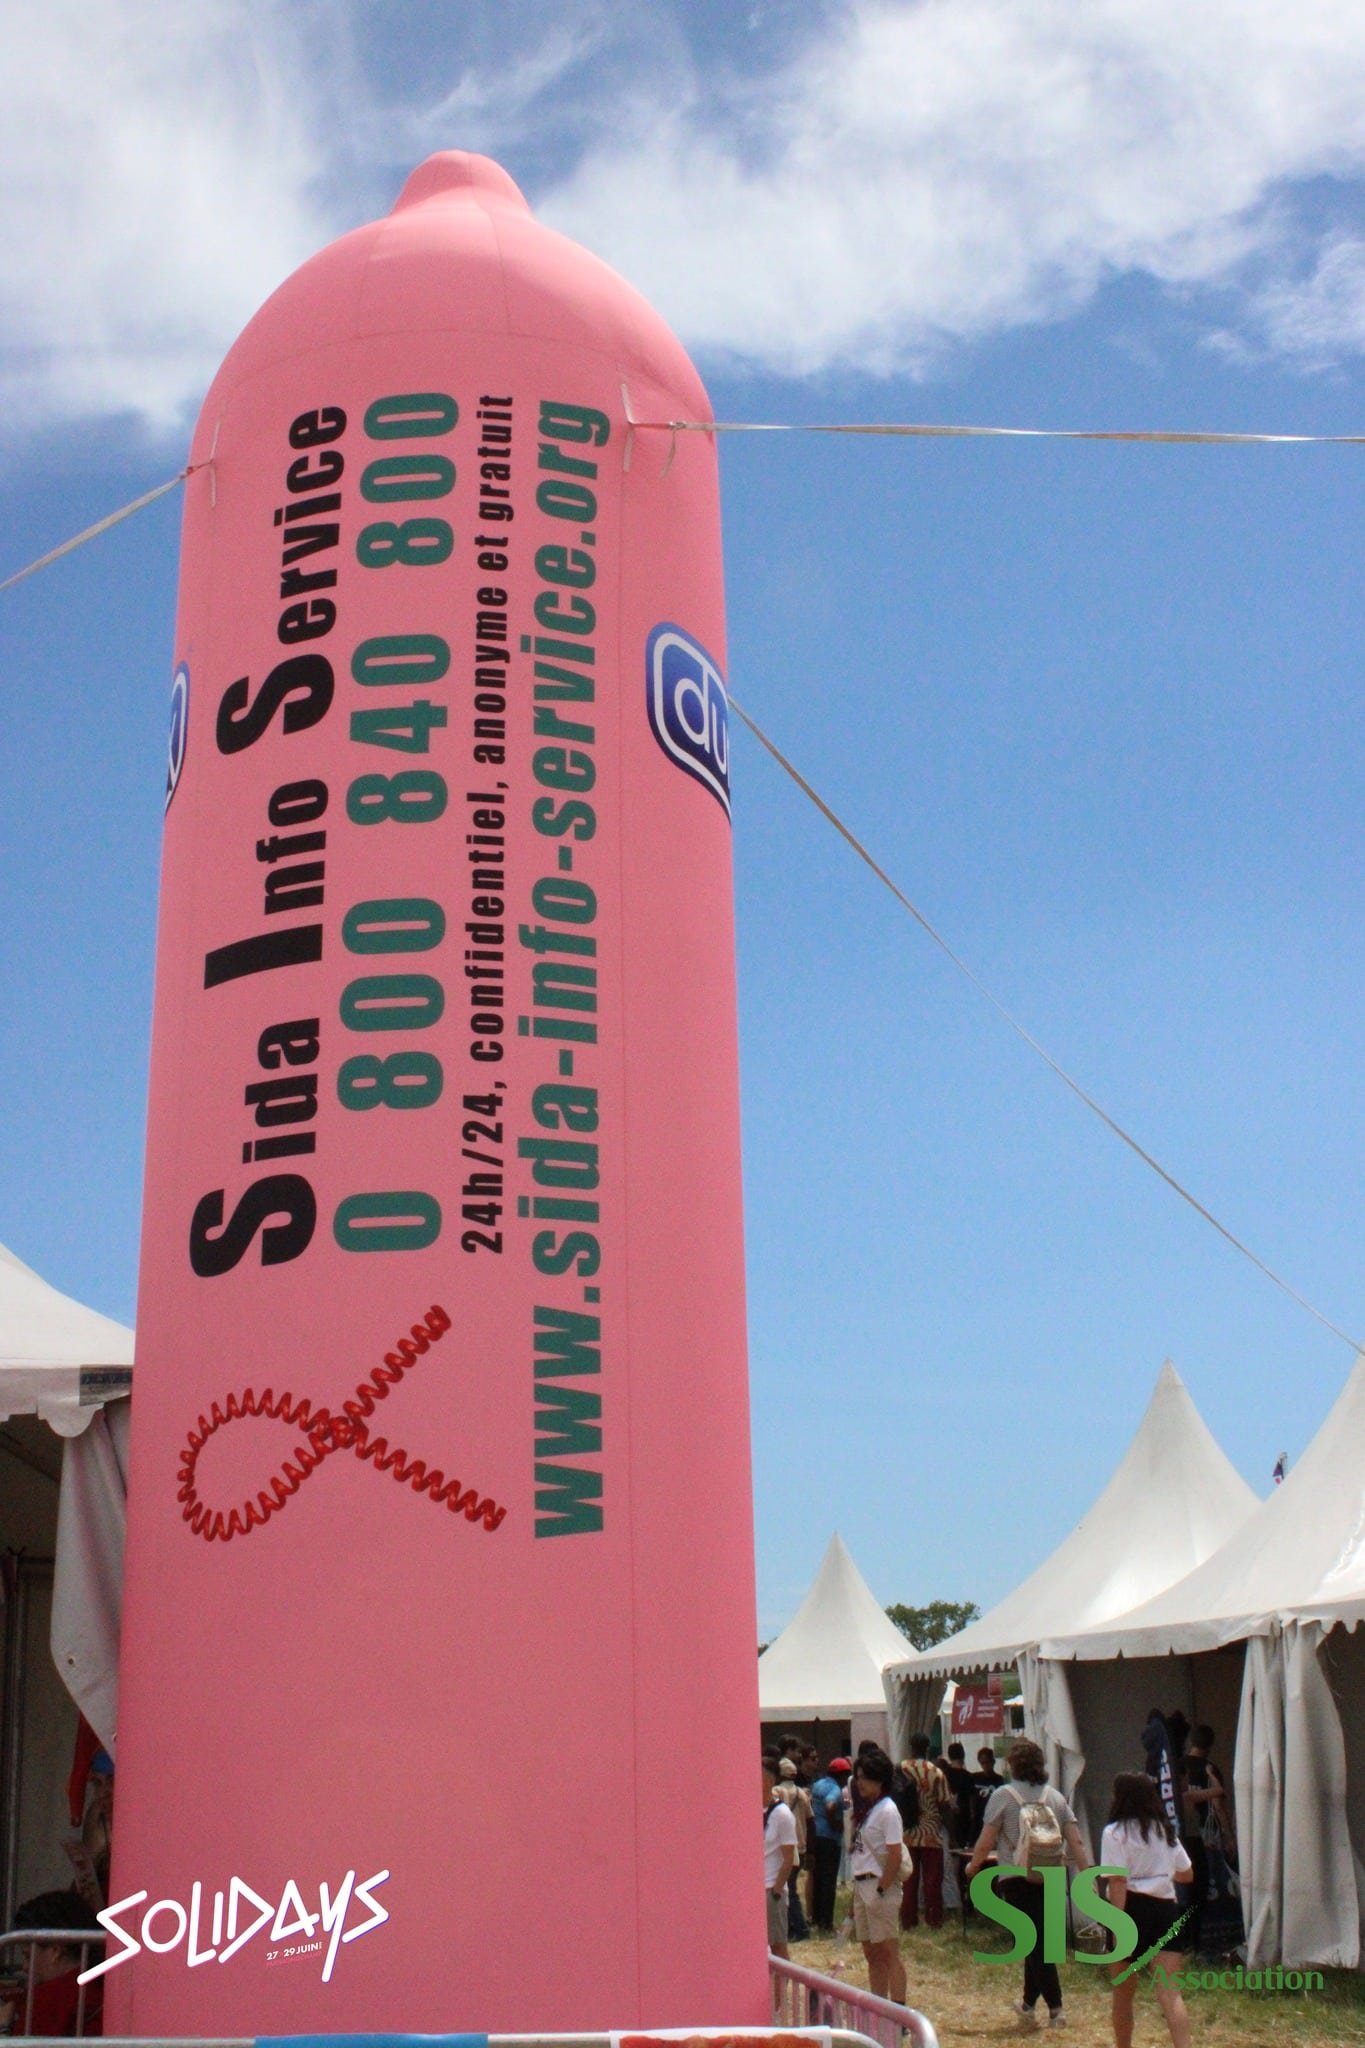 Sida Info Service
0 800 840 800
24h/24, confidentiel, anonyme et gratuit
www.sida-info-service.org
du
SOLIDAYS
27 29 JUIN
SIS
Association